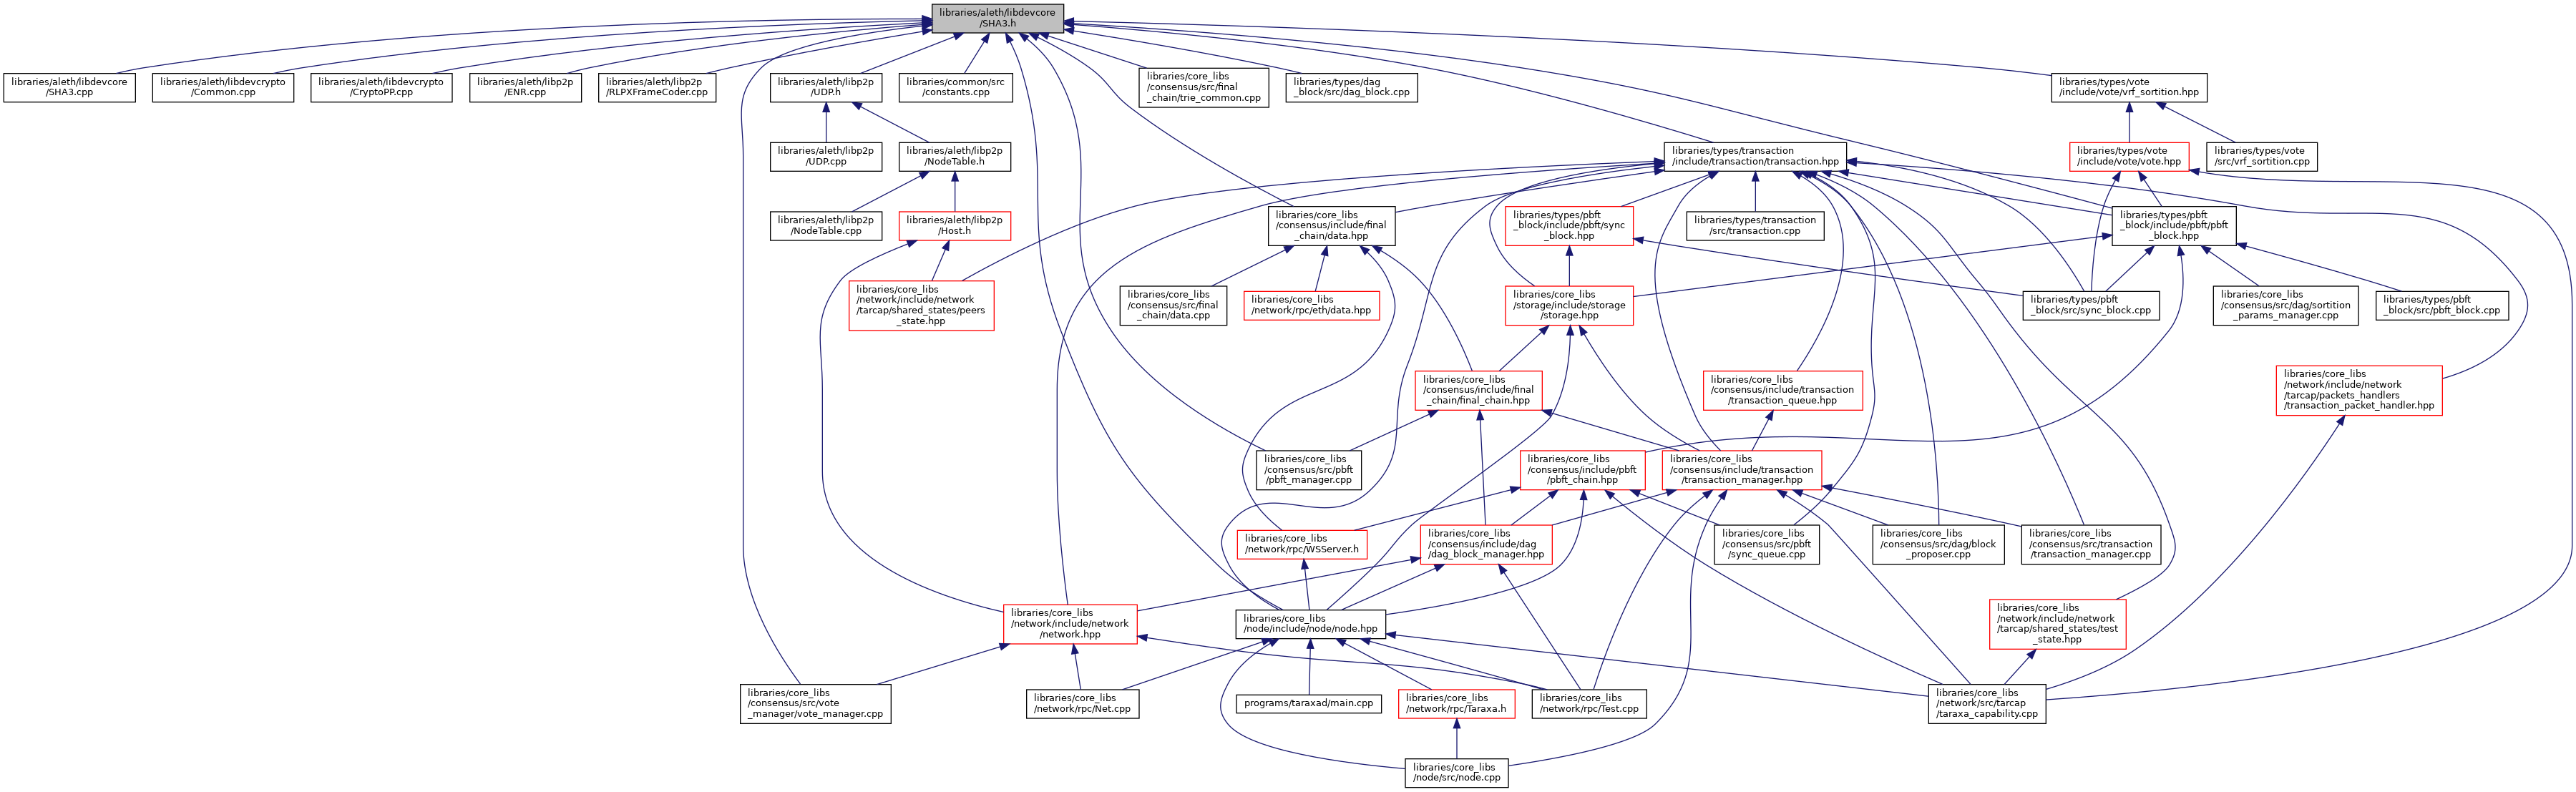 libraries/aleth/libdevcore
/SHA3.h
libraries/aleth/libdevcore
/SHA3.cpp
libraries/aleth/libdevcrypto
/Common.cpp
libraries/aleth/libdevcrypto
/CryptoPP.cpp
libraries/aleth/libp2p
/ENR.cpp
libraries/aleth/libp2p
/RLPXFrameCoder.cpp
libraries/aleth/libp2p
/UDP.h
libraries/common/src
/constants.cpp
libraries/core_libs
/consensus/src/final
_chain/trie_common.cpp
libraries/types/dag
_block/src/dag_block.cpp
libraries/types/vote
/include/vote/vrf_sortition.hpp
libraries/aleth/libp2p
/UDP.cpp
libraries/aleth/libp2p
/NodeTable.h
libraries/types/transaction
/include/transaction/transaction.hpp
libraries/types/vote
/include/vote/vote.hpp
libraries/types/vote
/src/vrf_sortition.cpp
libraries/aleth/libp2p
/NodeTable.cpp
libraries/aleth/libp2p
/Host.h
libraries/core_libs
/consensus/include/final
_chain/data.hpp
libraries/types/pbft
_block/include/pbft/sync
_block.hpp
libraries/types/transaction
/src/transaction.cpp
libraries/types/pbft
_block/include/pbft/pbft
_block.hpp
libraries/core_libs
/network/include/network
/tarcap/shared_states/peers
_state.hpp
libraries/core_libs
/consensus/src/final
_chain/data.cpp
libraries/core_libs
/network/rpc/eth/data.hpp
libraries/core_libs
/storage/include/storage
/storage.hpp
libraries/types/pbft
_block/src/sync_block.cpp
libraries/core_libs
/consensus/src/dag/sortition
_params_manager.cpp
libraries/types/pbft
_block/src/pbft_block.cpp
libraries/core_libs
/consensus/include/final
_chain/final_chain.hpp
libraries/core_libs
/consensus/include/transaction
/transaction_queue.hpp
libraries/core_libs
/network/include/network
/tarcap/packets_handlers
/transaction_packet_handler.hpp
libraries/core_libs
/consensus/src/pbft
/pbft_manager.cpp
libraries/core_libs
/consensus/include/pbft
/pbft_chain.hpp
libraries/core_libs
/consensus/include/transaction
/transaction_manager.hpp
libraries/core_libs
/network/rpc/WSServer.h
libraries/core_libs
/consensus/include/dag
/dag_block_manager.hpp
libraries/core_libs
/consensus/src/pbft
/sync_queue.cpp
libraries/core_libs
/consensus/src/dag/block
_proposer.cpp
libraries/core_libs
/consensus/src/transaction
/transaction_manager.cpp
libraries/core_libs
/network/include/network
/network.hpp
libraries/core_libs
/node/include/node/node.hpp
libraries/core_libs
/network/include/network
/tarcap/shared_states/test
_state.hpp
libraries/core_libs
/consensus/src/vote
_manager/vote_manager.cpp
libraries/core_libs
/network/rpc/Net.cpp
programs/taraxad/main.cpp
libraries/core_libs
/network/rpc/Taraxa.h
libraries/core_libs
/network/rpc/Test.cpp
libraries/core_libs
/network/src/tarcap
/taraxa_capability.cpp
libraries/core_libs
/node/src/node.cpp